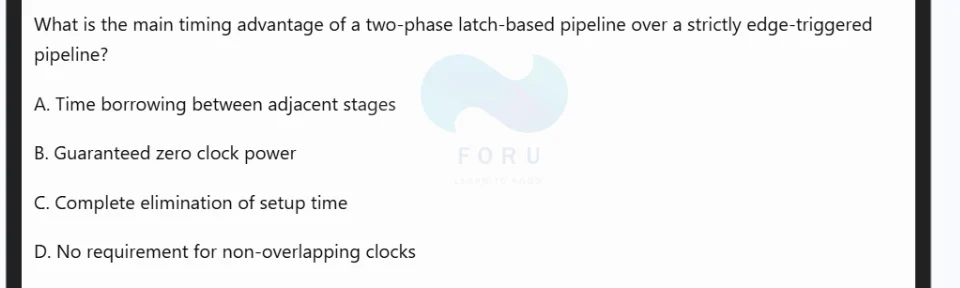 What is the main timing advantage of a two-phase latch-based pipeline over a strictly edge-triggered
pipeline?
A. Time borrowing between adjacent stages
FORU
B. Guaranteed zero clock power
C. Complete elimination of setup time
D. No requirement for non-overlapping clocks